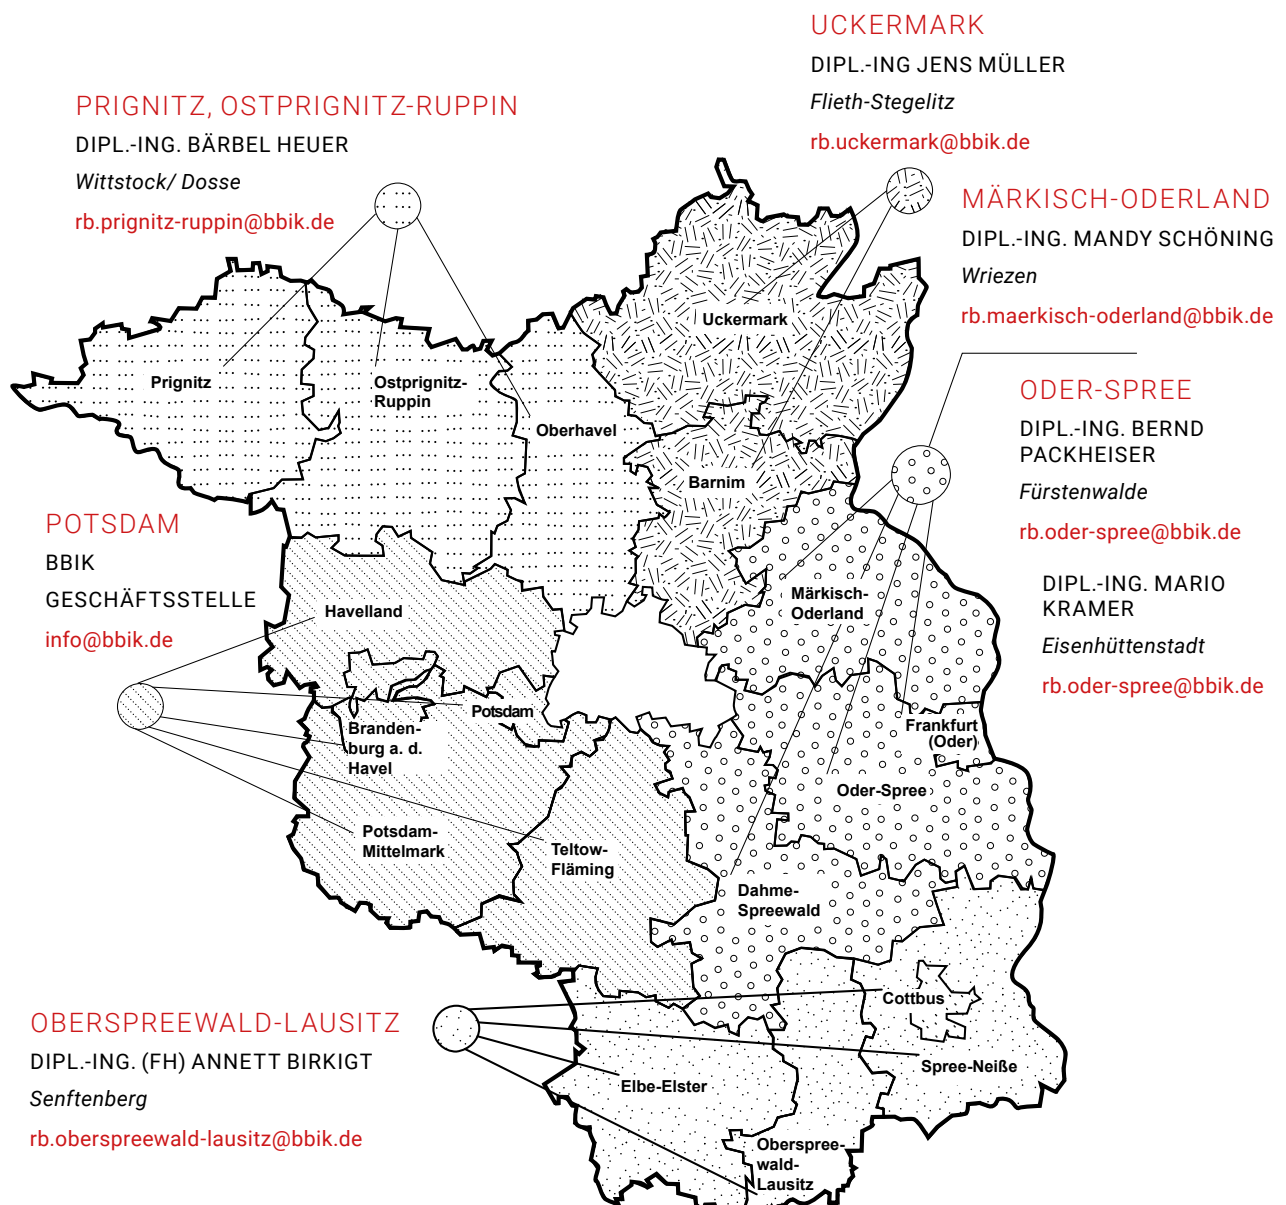 UCKERMARK
DIPL.-ING JENS MÜLLER
Flieth-Stegelitz
rb.uckermark@bbik.de
PRIGNITZ, OSTPRIGNITZ-RUPPIN
DIPL.-ING. BÄRBEL HEUER
Wittstock/ Dosse
rb.prignitz-ruppin@bbik.de
MÄRKISCH-ODERLAND
DIPL.-ING. MANDY SCHÖNING
Wriezen
rb.maerkisch-oderland@bbik.de
ODER-SPREE
DIPL.-ING. BERND
PACKHEISER
Fürstenwalde
rb.oder-spree@bbik.de
DIPL.-ING. MARIO
KRAMER
Eisenhüttenstadt
rb.oder-spree@bbik.de
POTSDAM
BBIK
GESCHÄFTSSTELLE
info@bbik.de
OBERSPREEWALD-LAUSITZ
DIPL.-ING. (FH) ANNETT BIRKIGT
Senftenberg
rb.oberspreewald-lausitz@bbik.de
Uckermark
Prignitz
Ostprignitz-
Ruppin
Oberhavel
Barnim
Märkisch-
Oderland
Havelland
Potsdam
Branden-
burg a. d.
Havel
Frankfurt
(Oder)
Oder-Spree
Potsdam-
Mittelmark
Teltow-
Fläming
Dahme-
Spreewald
Cottbus
Spree-Neiße
Elbe-Elster
Oberspree-
wald-
Lausitz